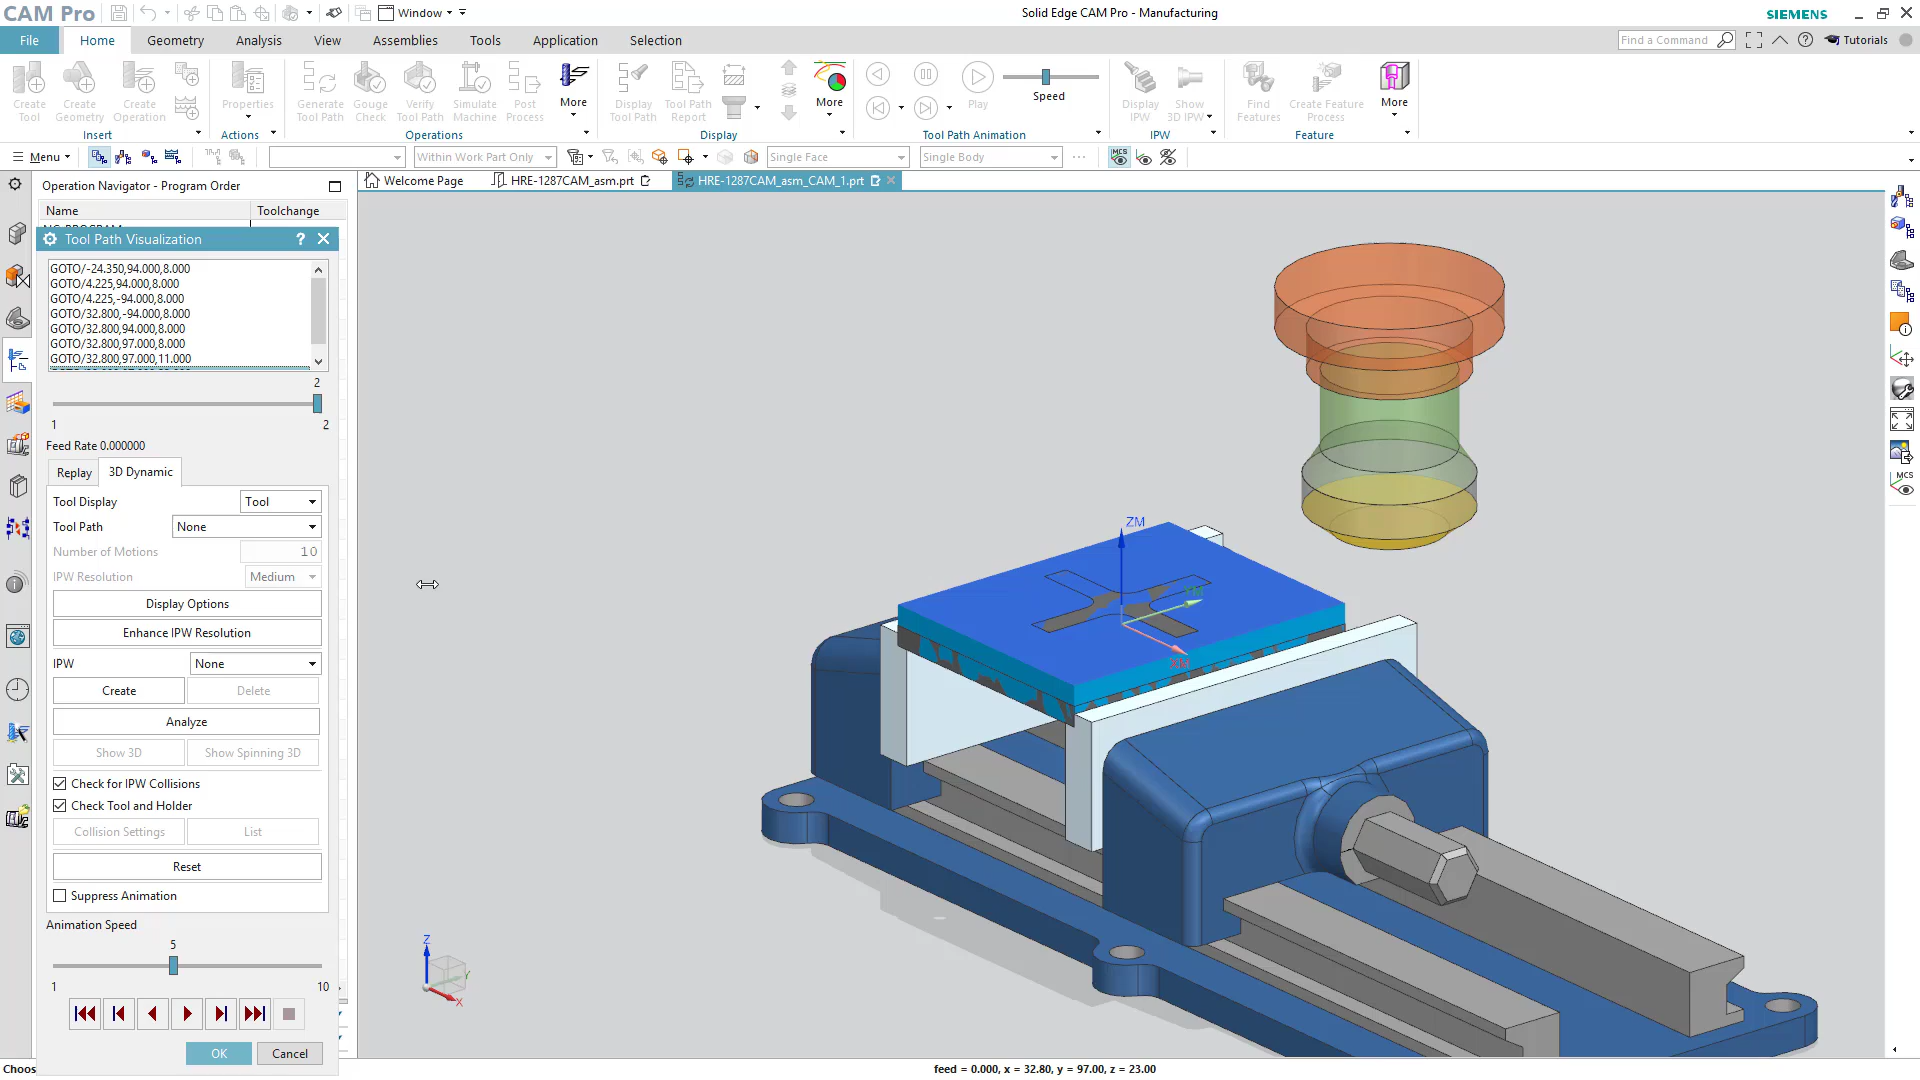 CAM Pro
Window
Solid Edge CAM Pro - Manufacturing
SIEMENS
File
Home
Geometry
Analysis
View
Assemblies
Tools
Application
Selection
Find a Command
Tutorials
Create Tool
Create Geometry
Create Operation
Properties
Generate Tool Path
Gouge Check
Verify Tool Path
Simulate Machine
Post Process
More
Display Tool Path
Tool Path Report
More
Play
Speed
Display IPW
Show 3D IPW
Find Features
Create Feature Process
More
Insert
Actions
Operations
Display
Tool Path Animation
IPW
Feature
Menu
Within Work Part Only
Single Face
Single Body
MCS
Operation Navigator - Program Order
Welcome Page
HRE-1287CAM_asm.prt
HRE-1287CAM_asm_CAM_1.prt
Name
Toolchange
Tool Path Visualization
GOTO/-24.350,94.000,8.000
GOTO/4.225,94.000,8.000
GOTO/4.225,-94.000,8.000
GOTO/32.800,-94.000,8.000
GOTO/32.800,94.000,8.000
GOTO/32.800,97.000,8.000
GOTO/32.800,97.000,11.000
2
1
2
Feed Rate 0.000000
Replay
3D Dynamic
Tool Display
Tool
Tool Path
None
Number of Motions
10
IPW Resolution
Medium
Display Options
Enhance IPW Resolution
IPW
None
Create
Delete
Analyze
Show 3D
Show Spinning 3D
Check for IPW Collisions
Check Tool and Holder
Collision Settings
List
Reset
Suppress Animation
Animation Speed
5
1
10
OK
Cancel
ZM
XM
Z
X
MCS
Choos
feed = 0.000, x = 32.80, y = 97.00, z = 23.00